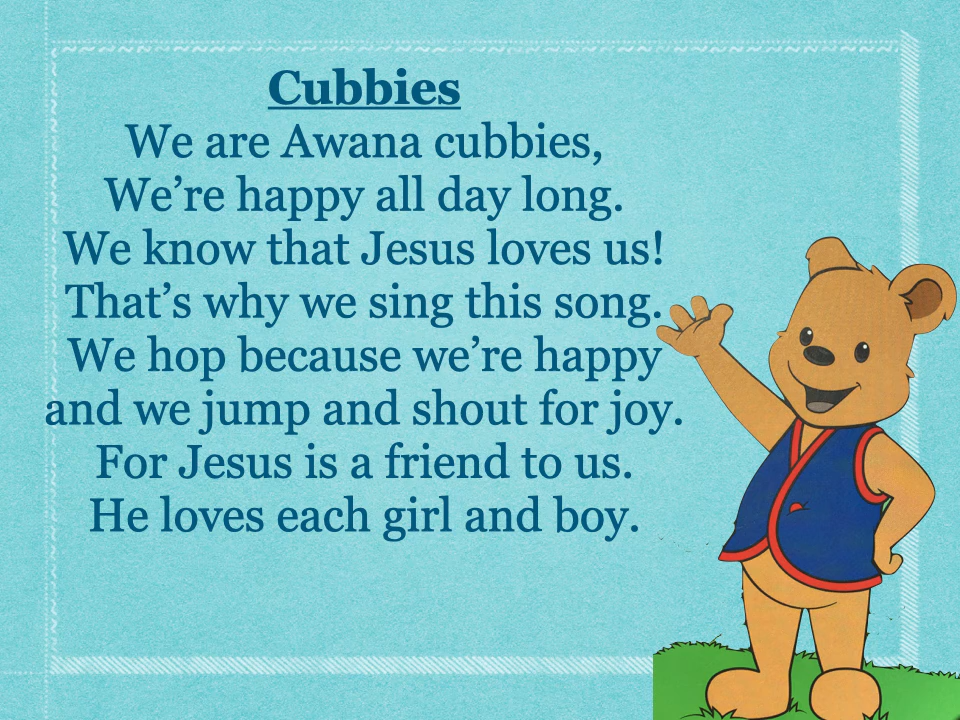 Cubbies
We are Awana cubbies,
We’re happy all day long.
We know that Jesus loves us!
That’s why we sing this song.
We hop because we’re happy
and we jump and shout for joy.
For Jesus is a friend to us.
He loves each girl and boy.